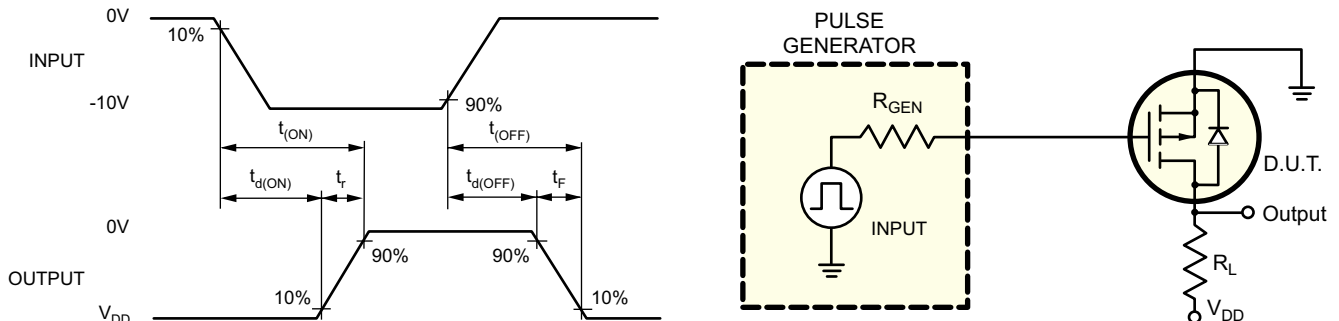 0V
10%
INPUT
-10V
90%
t(ON)
t(OFF)
td(ON)
tr
td(OFF)
tF
0V
90%
90%
OUTPUT
10%
10%
VDD
PULSE
GENERATOR
RGEN
INPUT
D.U.T.
Output
RL
VDD